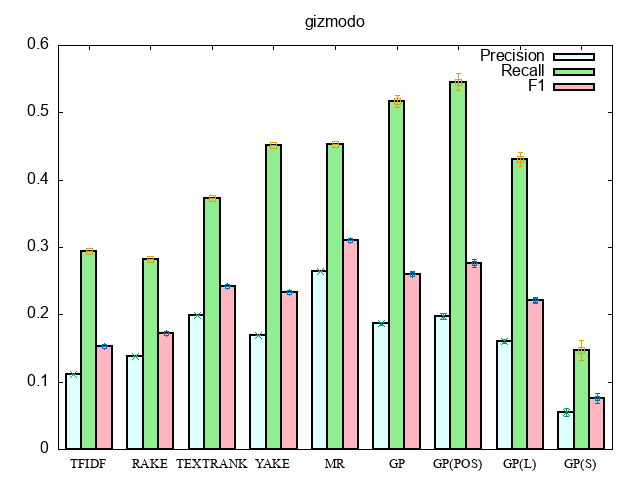 gizmodo
Precision
Recall
F1
0.6
0.5
0.4
0.3
0.2
0.1
0
TFIDF RAKE TEXTRANK YAKE MR GP GP(POS) GP(L) GP(S)